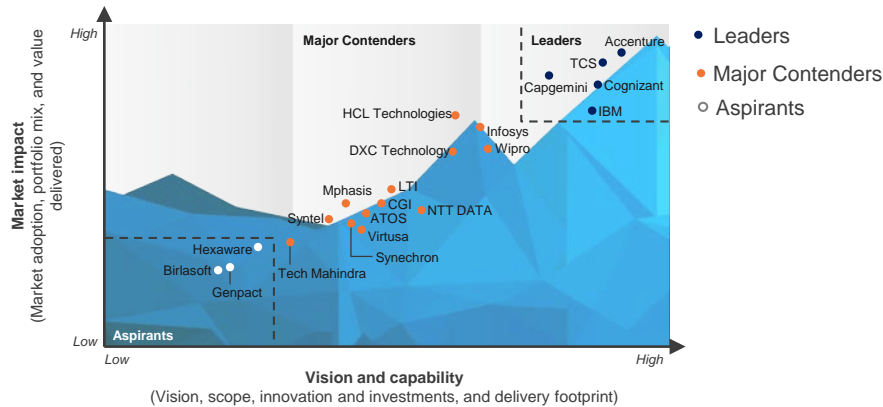 High
Major Contenders
Leaders
Accenture
TCS
Capgemini
Cognizant
IBM
HCL Technologies
Infosys
DXC Technology
Wipro
Mphasis
LTI
CGI
Syntel
ATOS
NTT DATA
Virtusa
Synechron
Hexaware
Birlasoft
Tech Mahindra
Genpact
Aspirants
Low
Low
High
Market impact
(Market adoption, portfolio mix, and value
delivered)
Vision and capability
(Vision, scope, innovation and investments, and delivery footprint)
Leaders
Major Contenders
Aspirants